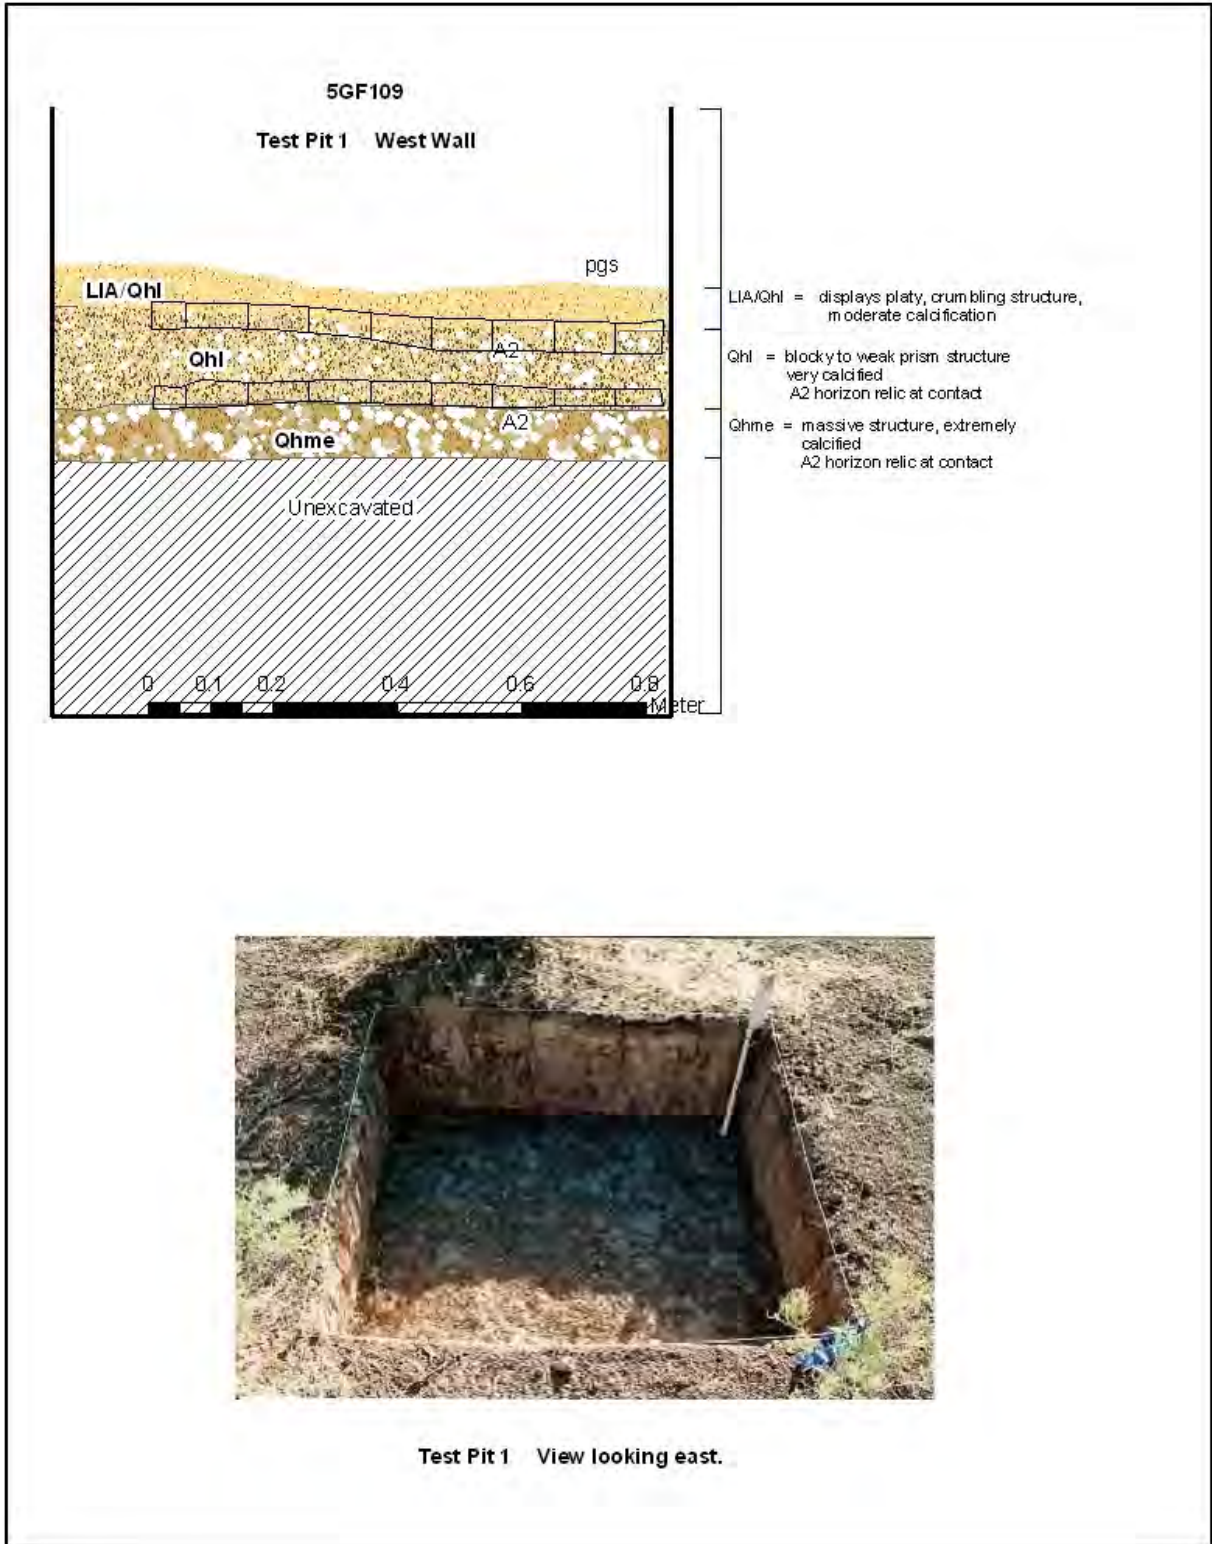 5GF109
Test Pit 1 West Wall
pgs
LIA/Qhl
Qhl
A2
A2
Qhme
Unexcavated
0 0.1 0.2 0.4 0.6 0.8
Meter
LIA/Qhl = displays platy, crumbling structure,
moderate calcification
Qhl = blocky to weak prism structure
very calcified
A2 horizon relic at contact
Qhme = massive structure, extremely
calcified
A2 horizon relic at contact
Test Pit 1 View looking east.